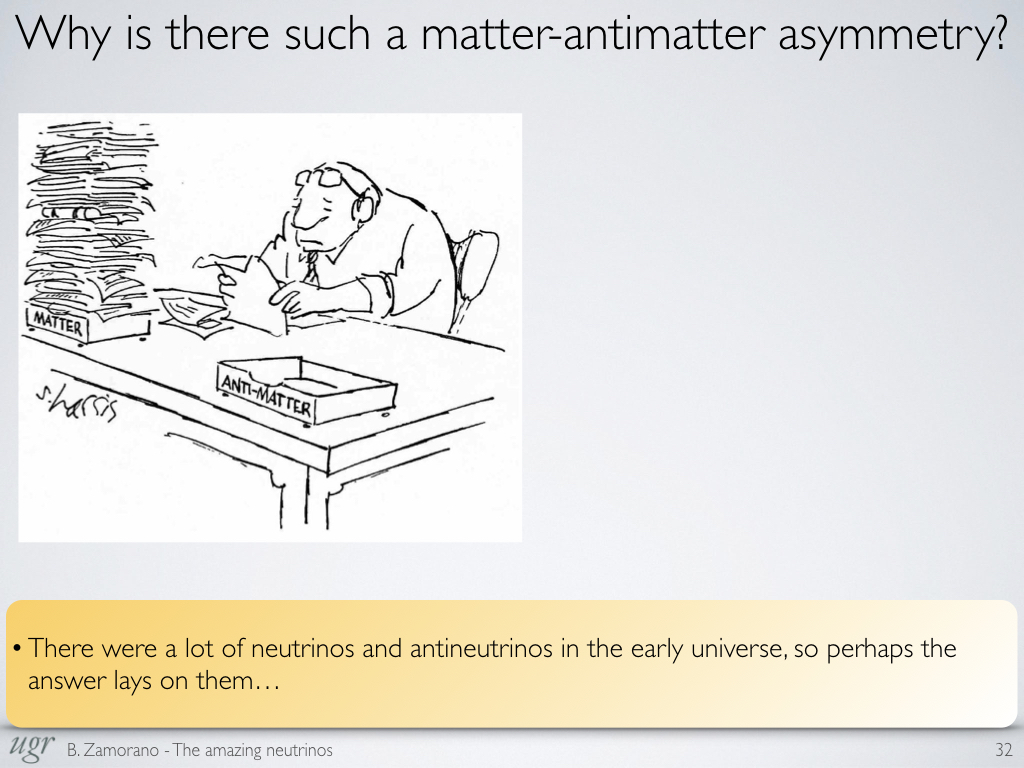 Why is there such a matter-antimatter asymmetry?
MATTER
ANTI-MATTER
s.harris
• There were a lot of neutrinos and antineutrinos in the early universe, so perhaps the
answer lays on them…
ugr B. Zamorano - The amazing neutrinos 32